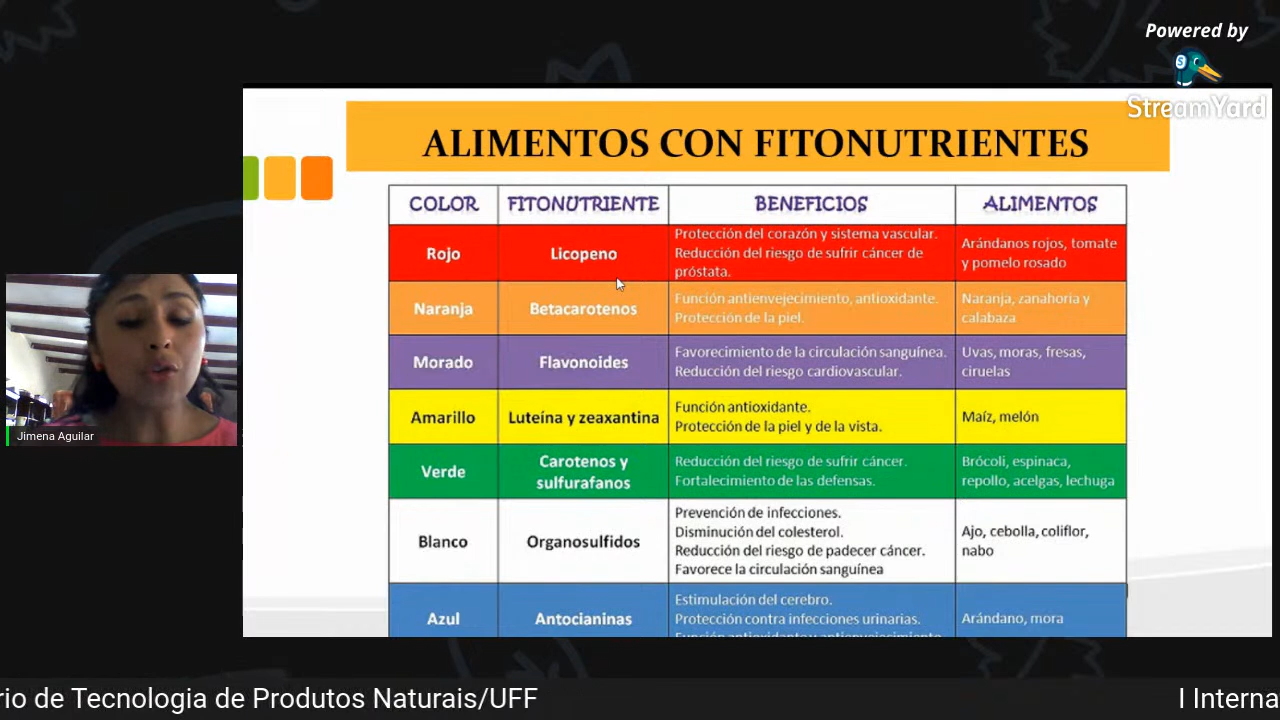 Powered by
StreamYard
ALIMENTOS CON FITONUTRIENTES
COLOR FITONUTRIENTE BENEFICIOS ALIMENTOS
Rojo
Licopeno
Protección del corazón y sistema vascular.
Reducción del riesgo de sufrir cáncer de
próstata.
Arándanos rojos, tomate
y pomelo rosado
Naranja
Betacarotenos
Función antienvejecimiento, antioxidante.
Protección de la piel.
Naranja, zanahoria y
calabaza
Morado
Flavonoides
Favorecimiento de la circulación sanguínea.
Reducción del riesgo cardiovascular.
Uvas, moras, fresas,
ciruelas
Amarillo
Luteína y zeaxantina
Función antioxidante.
Protección de la piel y de la vista.
Maíz, melón
Verde
Carotenos y
sulfurafanos
Reducción del riesgo de sufrir cáncer.
Fortalecimiento de las defensas.
Brócoli, espinaca,
repollo, acelgas, lechuga
Blanco
Organosulfidos
Prevención de infecciones.
Disminución del colesterol.
Reducción del riesgo de padecer cáncer.
Favorece la circulación sanguínea
Ajo, cebolla, coliflor,
nabo
Azul
Antocianinas
Estimulación del cerebro.
Protección contra infecciones urinarias.
Función antioxidante y antienvejecimiento
Arándano, mora
Jimena Aguilar
rio de Tecnologia de Produtos Naturais/UFF
I Interna